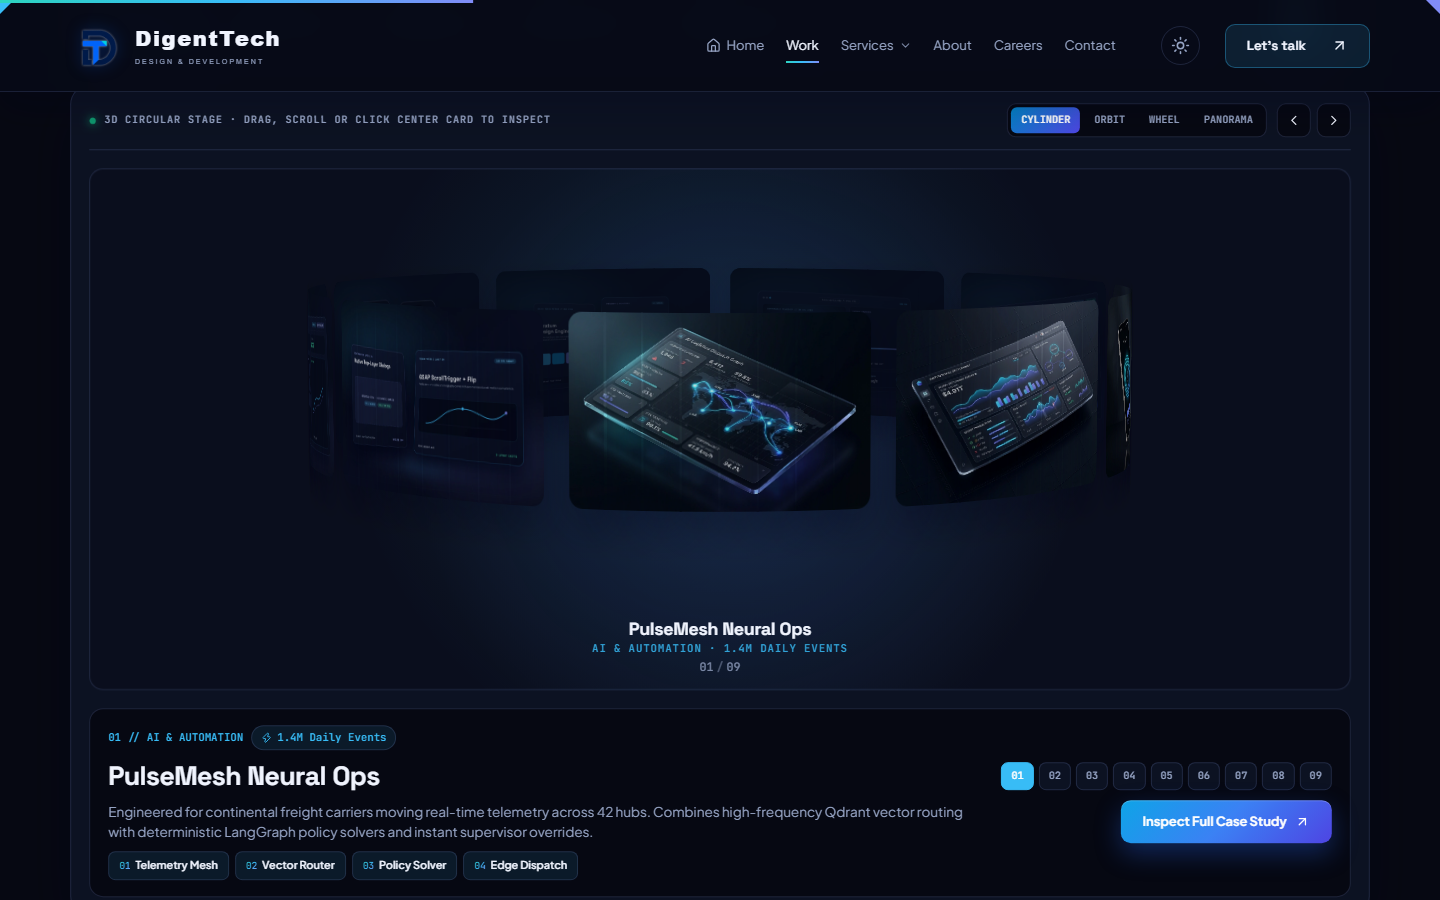 DigentTech
DESIGN & DEVELOPMENT
Home
Work
Services
About
Careers
Contact
Let's talk
3D CIRCULAR STAGE · DRAG, SCROLL OR CLICK CENTER CARD TO INSPECT
CYLINDER
ORBIT
WHEEL
PANORAMA
GSAP ScrollTrigger + Flip
PulseMesh Neural Ops
AI & AUTOMATION · 1.4M DAILY EVENTS
01 / 09
01 // AI & AUTOMATION
1.4M Daily Events
PulseMesh Neural Ops
01 02 03 04 05 06 07 08 09
Engineered for continental freight carriers moving real-time telemetry across 42 hubs. Combines high-frequency Qdrant vector routing
with deterministic LangGraph policy solvers and instant supervisor overrides.
Inspect Full Case Study
01 Telemetry Mesh
02 Vector Router
03 Policy Solver
04 Edge Dispatch